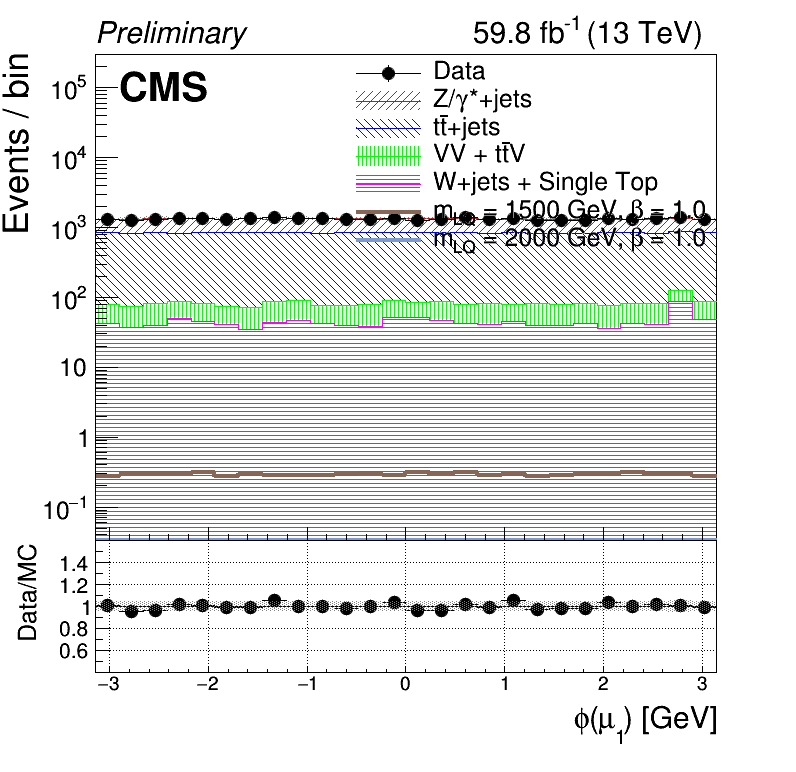 Preliminary 59.8 fb⁻¹ (13 TeV)
CMS
Data
Z/γ*+jets
tt̄+jets
VV + tt̄V
W+jets + Single Top
m_LQ = 1500 GeV, β = 1.0
m_LQ = 2000 GeV, β = 1.0
Events / bin
10⁵
10⁴
10³
10²
10
1
10⁻¹
Data/MC
1.4
1.2
1
0.8
0.6
−3 −2 −1 0 1 2 3
ϕ(μ₁) [GeV]